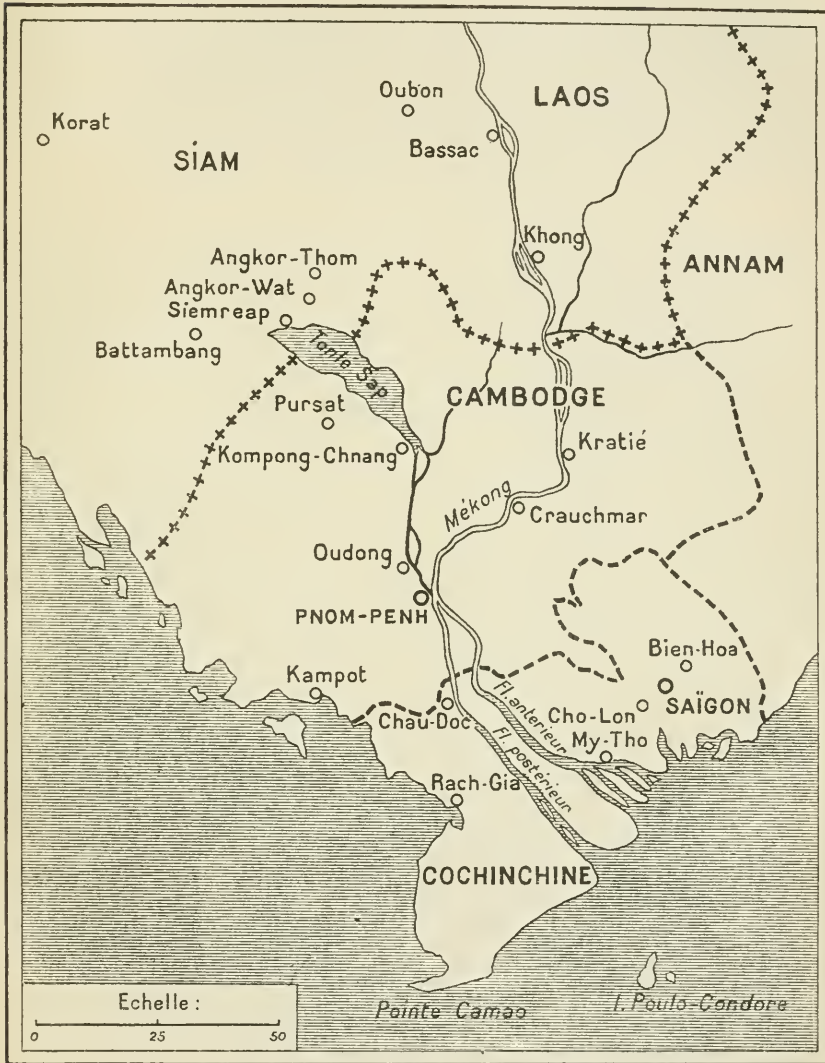 Oubon
LAOS
Korat
Bassac
SIAM
Khong
Angkor-Thom
ANNAM
Angkor-Wat
Siemreap
Battambang
Tonlé Sap
CAMBODGE
Pursat
Kompong-Chnang
Kratié
Mékong
Crauchmar
Oudong
PNOM-PENH
Bien-Hoa
Kampot
SAÏGON
Chau-Doc
Fl. antérieur
Cho-Lon
My-Tho
Fl. postérieur
Rach-Gia
COCHINCHINE
Echelle :
0 25 50
Pointe Camao
I. Poulo-Condore